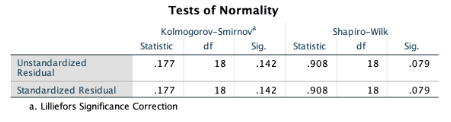 Tests of Normality
Kolmogorov-Smirnov^a Shapiro-Wilk
Statistic df Sig. Statistic df Sig.
Unstandardized Residual .177 18 .142 .908 18 .079
Standardized Residual .177 18 .142 .908 18 .079
a. Lilliefors Significance Correction